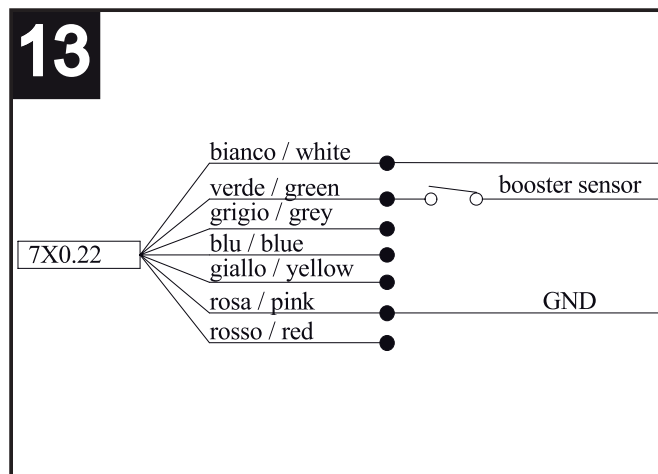 13
bianco / white
verde / green
booster sensor
grigio / grey
blu / blue
7X0.22
giallo / yellow
rosa / pink
GND
rosso / red